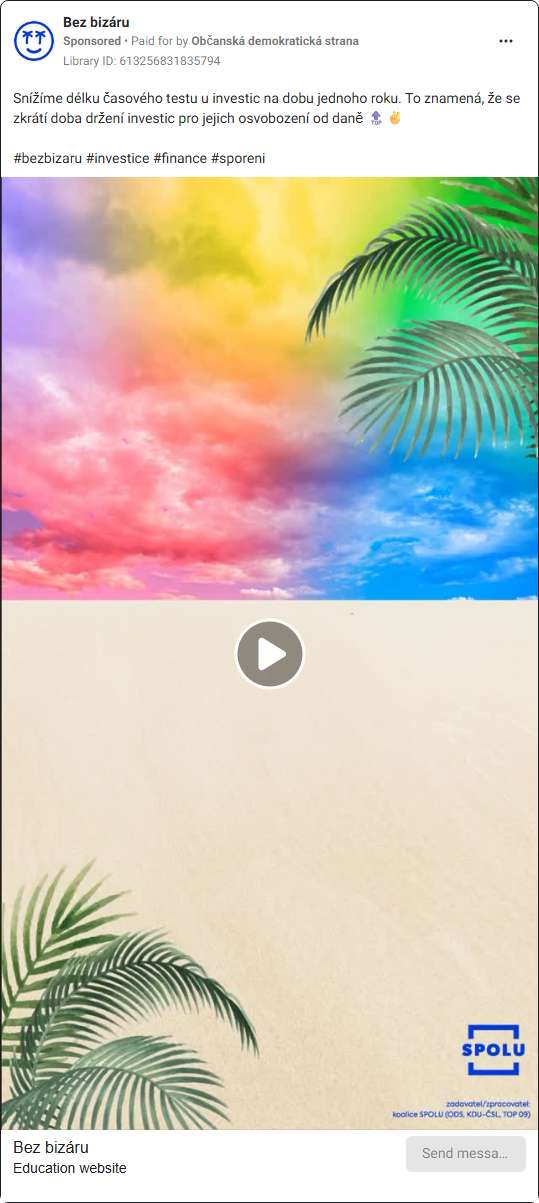 Bez bizáru
Sponsored • Paid for by Občanská demokratická strana
Library ID: 613256831835794
Snížíme délku časového testu u investic na dobu jednoho roku. To znamená, že se
zkrátí doba držení investic pro jejich osvobození od daně 🔝 ✌️
#bezbizaru #investice #finance #sporeni
SPOLU
zadavatel/zpracovatel:
koalice SPOLU (ODS, KDU-ČSL, TOP 09)
Bez bizáru
Education website
Send messa...